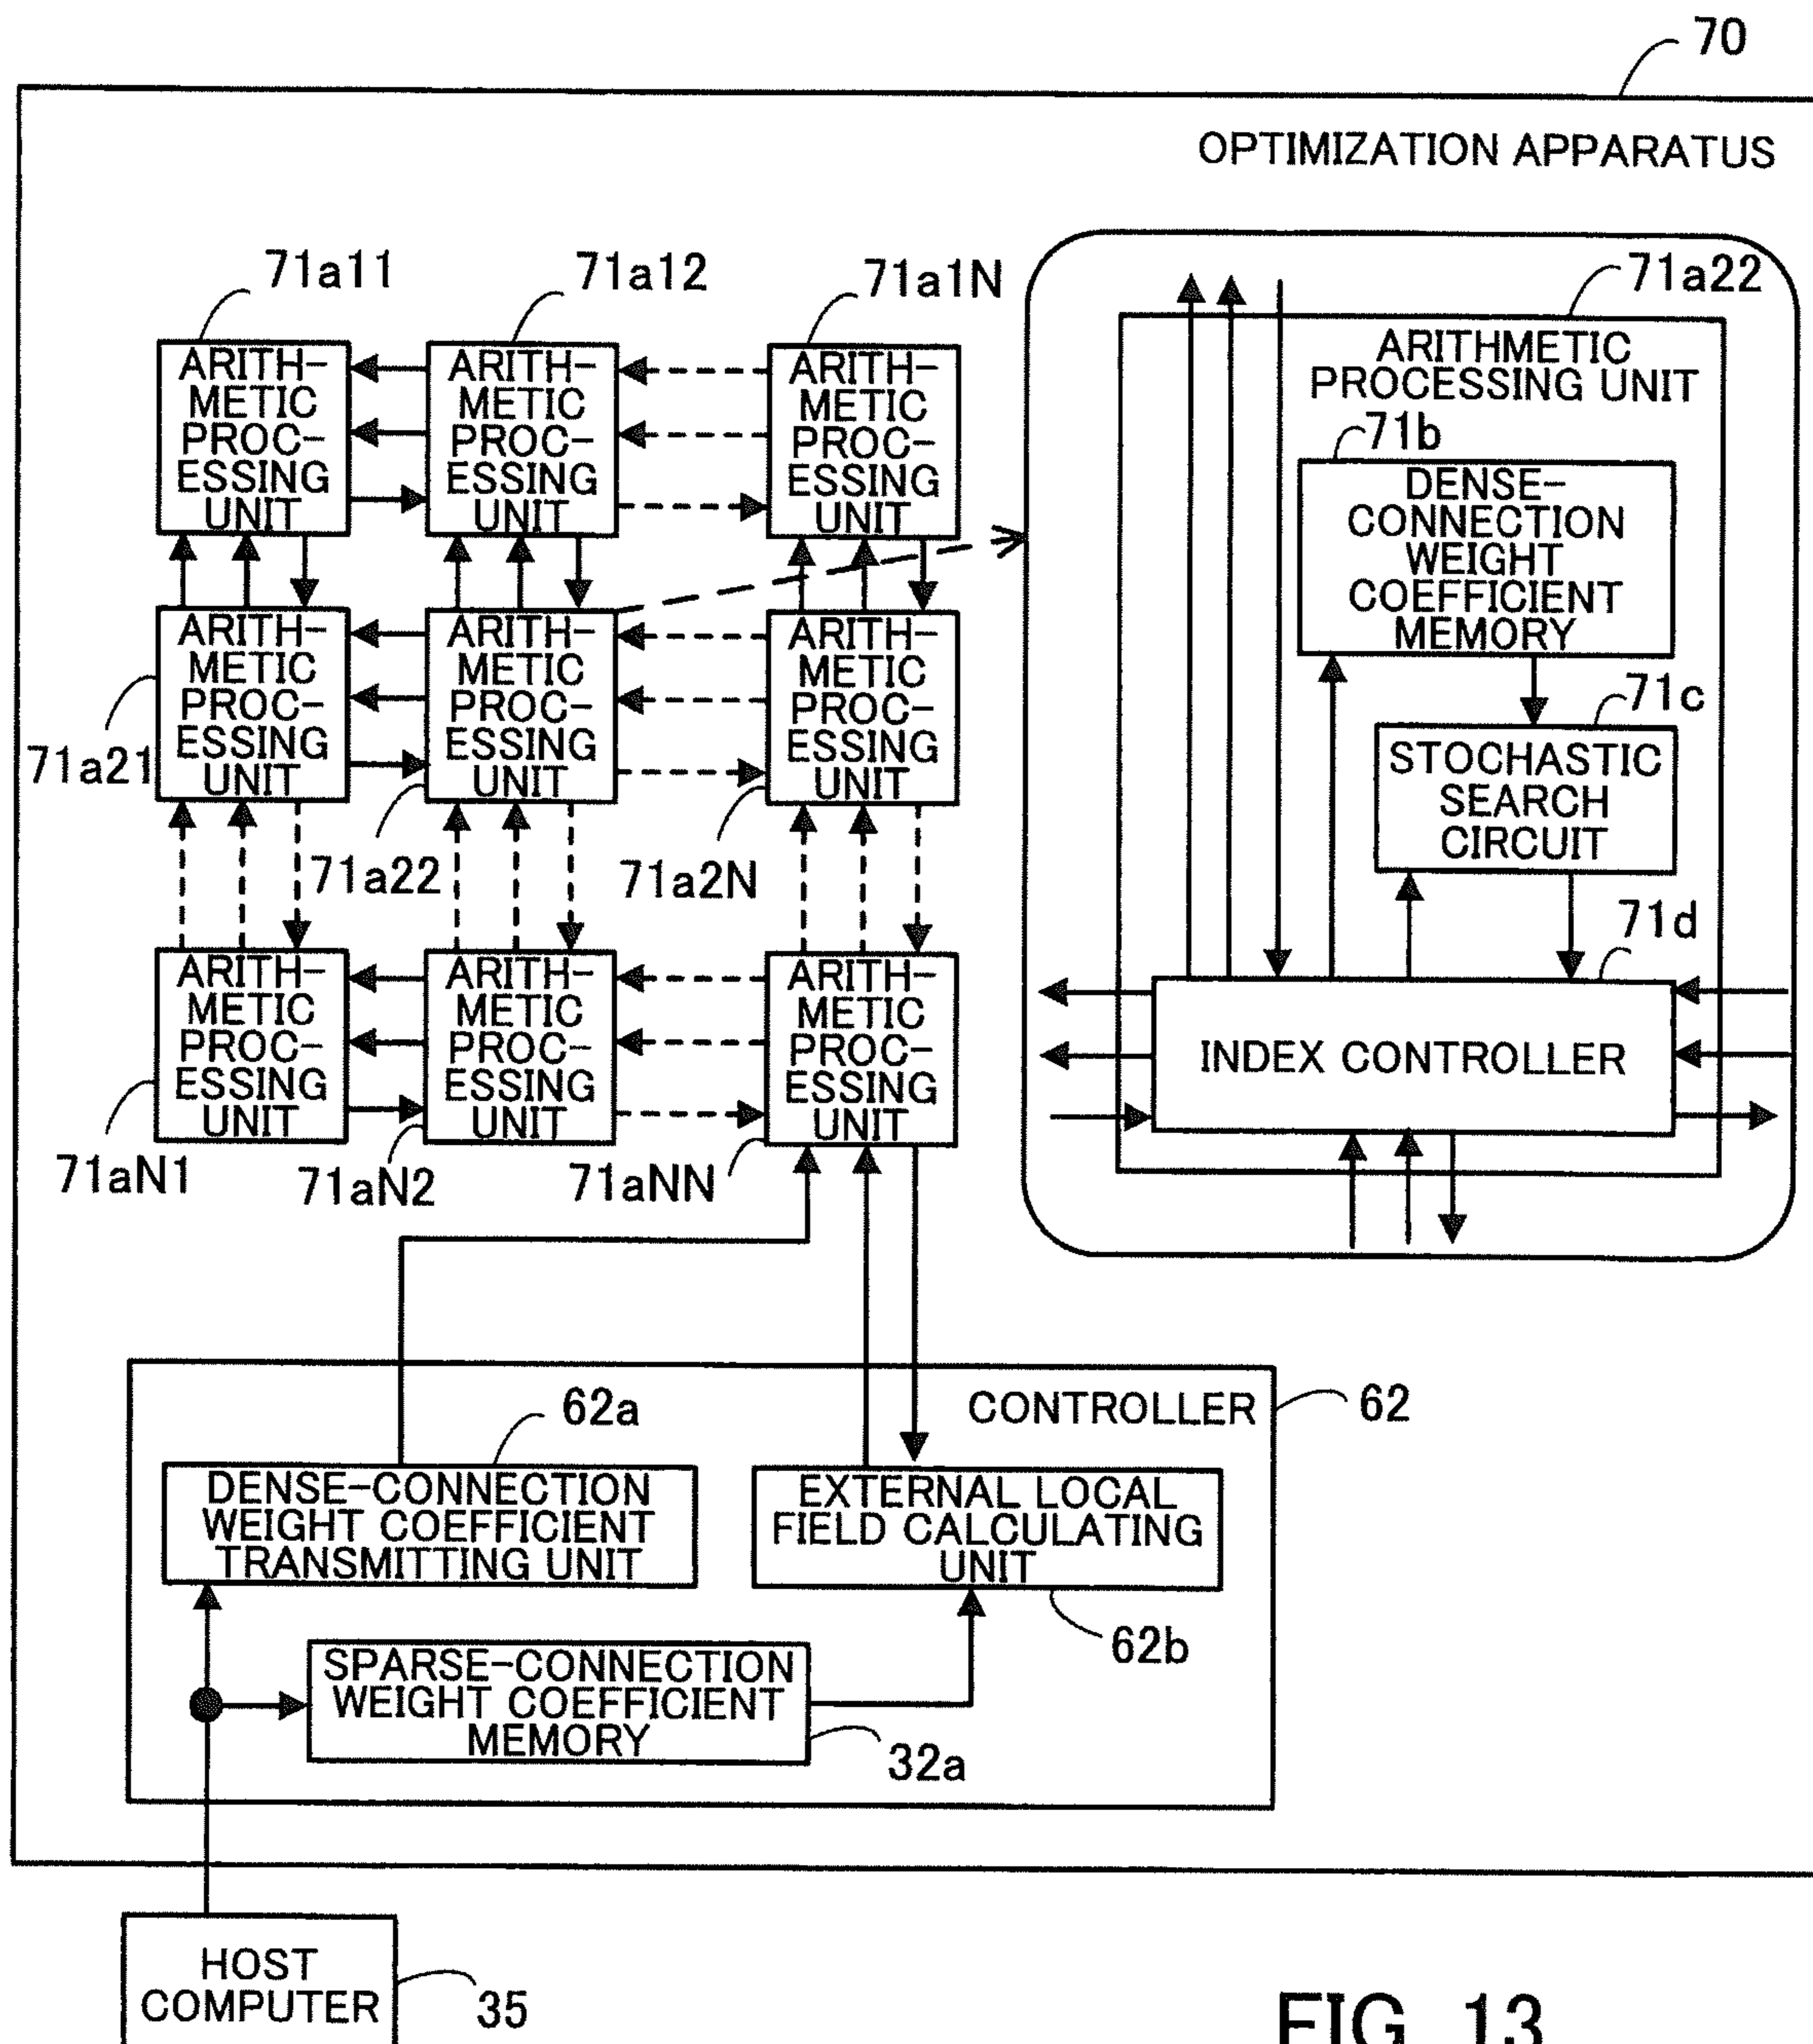 70
OPTIMIZATION APPARATUS
71a11
71a12
71a1N
ARITH-
METIC
PROC-
ESSING
UNIT
ARITH-
METIC
PROC-
ESSING
UNIT
ARITH-
METIC
PROC-
ESSING
UNIT
71a21
ARITH-
METIC
PROC-
ESSING
UNIT
71a22
ARITH-
METIC
PROC-
ESSING
UNIT
71a2N
ARITH-
METIC
PROC-
ESSING
UNIT
71aN1
ARITH-
METIC
PROC-
ESSING
UNIT
71aN2
ARITH-
METIC
PROC-
ESSING
UNIT
71aNN
ARITH-
METIC
PROC-
ESSING
UNIT
71a22
ARITHMETIC
PROCESSING UNIT
71b
DENSE-
CONNECTION
WEIGHT
COEFFICIENT
MEMORY
71c
STOCHASTIC
SEARCH
CIRCUIT
71d
INDEX CONTROLLER
CONTROLLER
62
62a
DENSE-CONNECTION
WEIGHT COEFFICIENT
TRANSMITTING UNIT
EXTERNAL LOCAL
FIELD CALCULATING
UNIT
62b
SPARSE-CONNECTION
WEIGHT COEFFICIENT
MEMORY
32a
HOST
COMPUTER
35
FIG. 13